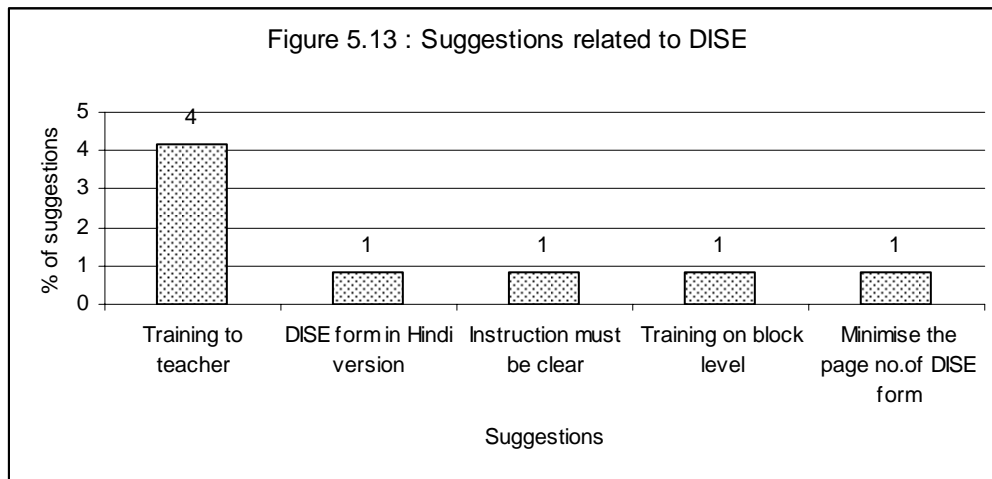 Figure 5.13 : Suggestions related to DISE
% of suggestions
5
4
3
2
1
0
4
1
1
1
1
Training to
teacher
DISE form in Hindi
version
Instruction must
be clear
Training on block
level
Minimise the
page no.of DISE
form
Suggestions